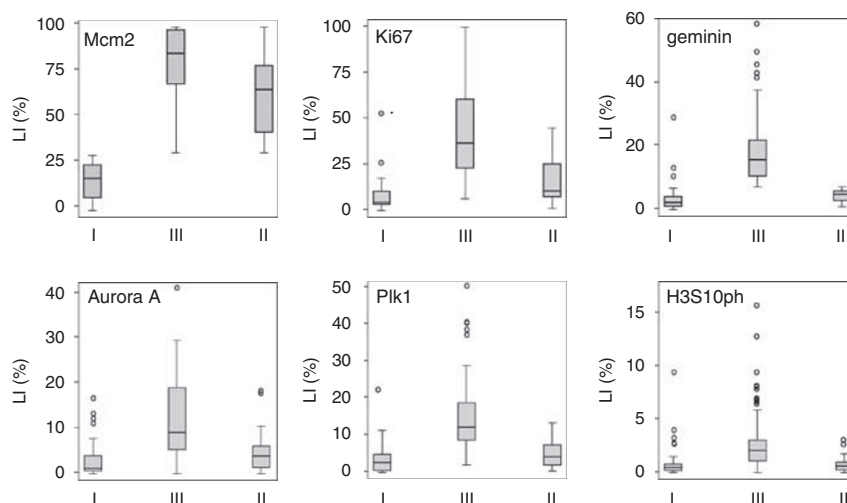 Mcm2
LI (%)
100
75
50
25
0
I III II
Ki67
LI (%)
100
75
50
25
0
I III II
geminin
LI (%)
60
40
20
0
I III II
Aurora A
LI (%)
40
30
20
10
0
I III II
Plk1
LI (%)
50
40
30
20
10
0
I III II
H3S10ph
LI (%)
15
10
5
0
I III II